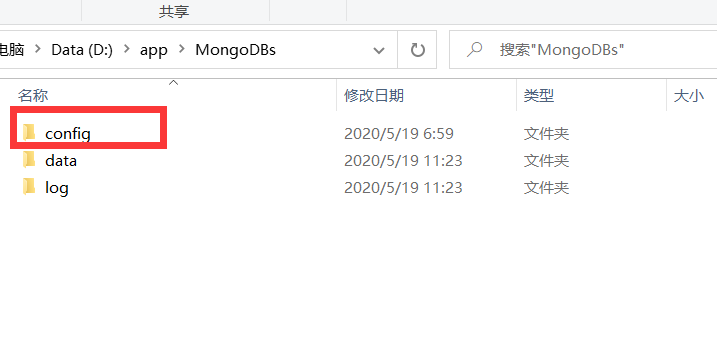 共享
电脑 > Data (D:) > app > MongoDBs
搜索"MongoDBs"
名称 修改日期 类型 大小
config 2020/5/19 6:59 文件夹
data 2020/5/19 11:23 文件夹
log 2020/5/19 11:23 文件夹